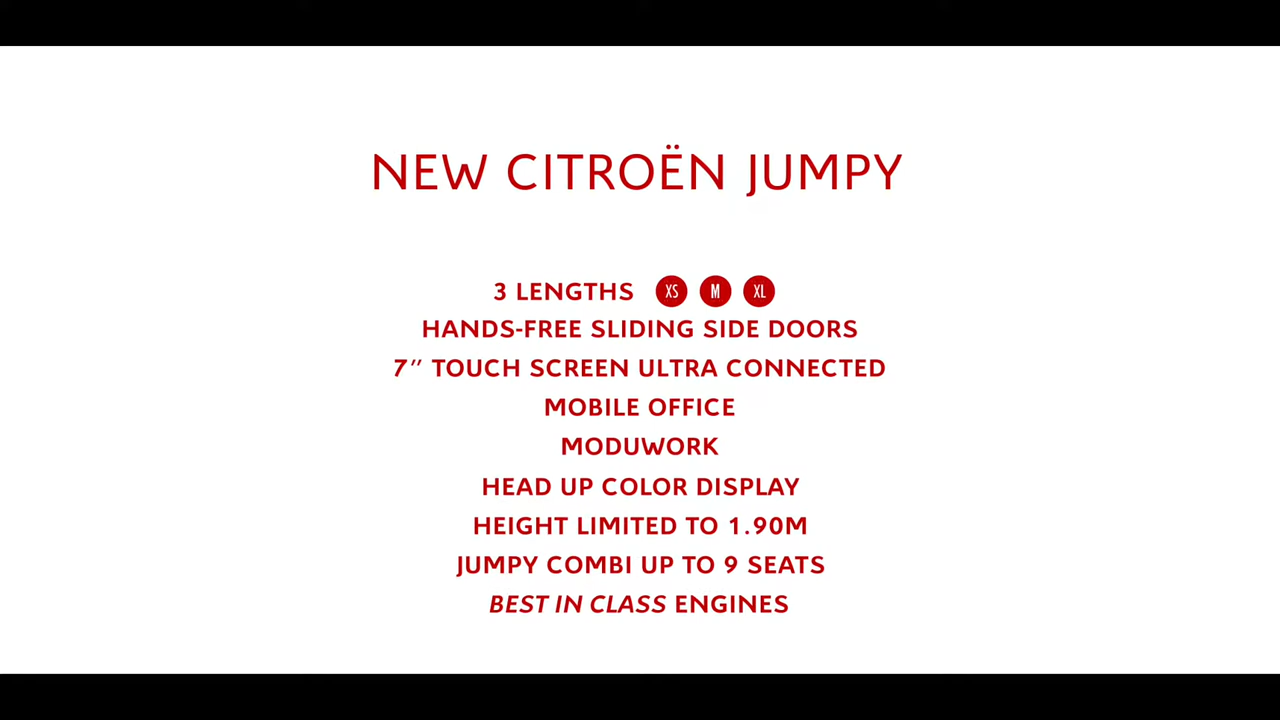 NEW CITROËN JUMPY
3 LENGTHS XS M XL
HANDS-FREE SLIDING SIDE DOORS
7″ TOUCH SCREEN ULTRA CONNECTED
MOBILE OFFICE
MODUWORK
HEAD UP COLOR DISPLAY
HEIGHT LIMITED TO 1.90M
JUMPY COMBI UP TO 9 SEATS
BEST IN CLASS ENGINES